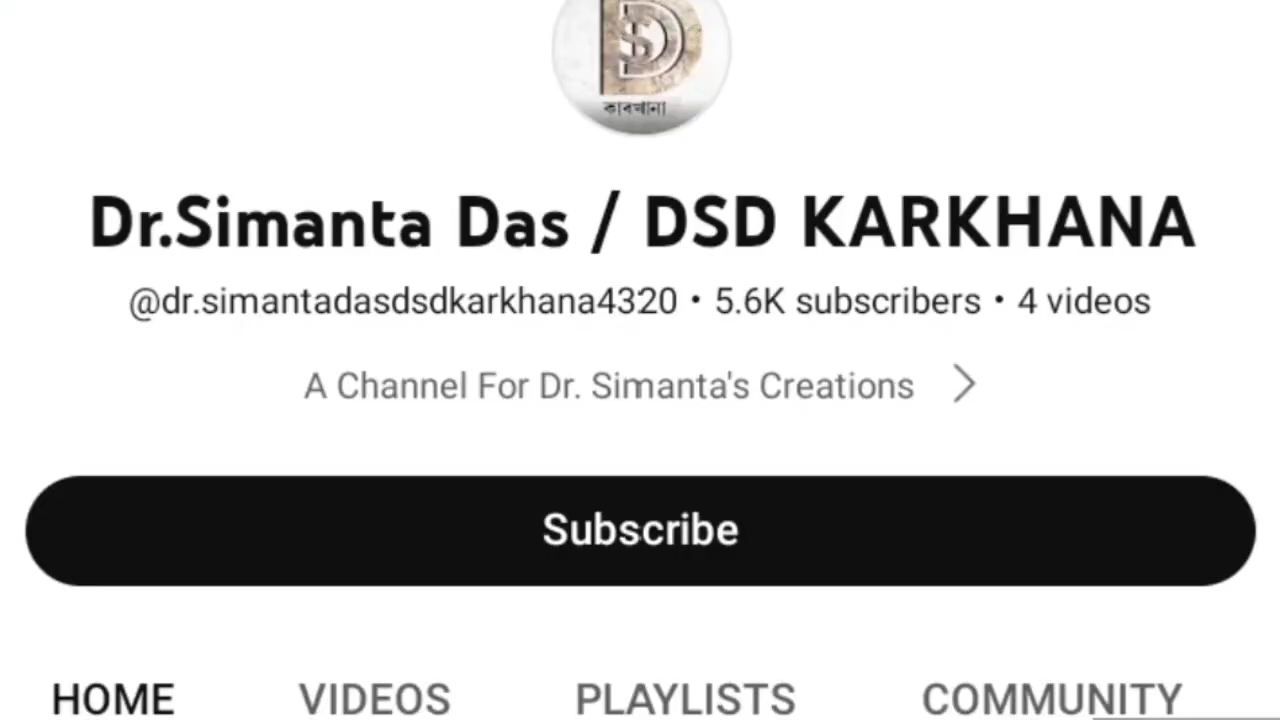 DSD
কাৰখানা
Dr.Simanta Das / DSD KARKHANA
@dr.simantadasdsdkarkhana4320 • 5.6K subscribers • 4 videos
A Channel For Dr. Simanta's Creations
Subscribe
HOME VIDEOS PLAYLISTS COMMUNITY